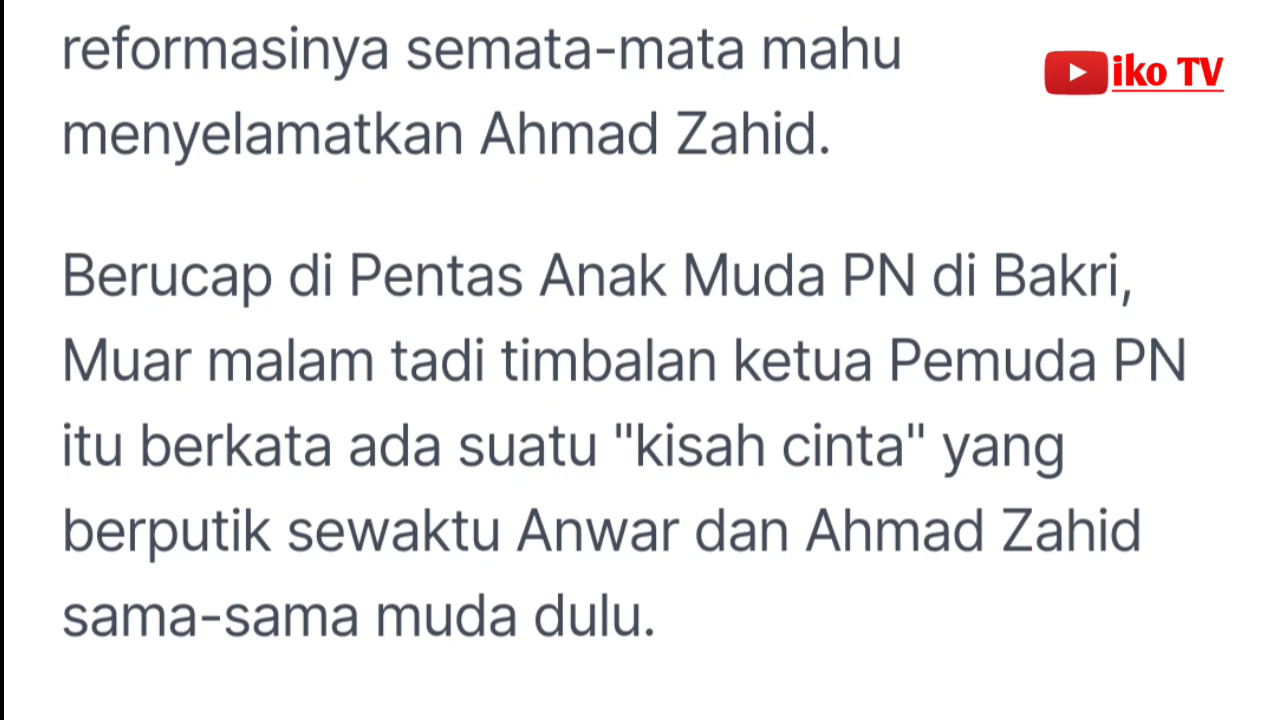 reformasinya semata-mata mahu
menyelamatkan Ahmad Zahid.
iko TV
Berucap di Pentas Anak Muda PN di Bakri,
Muar malam tadi timbalan ketua Pemuda PN
itu berkata ada suatu "kisah cinta" yang
berputik sewaktu Anwar dan Ahmad Zahid
sama-sama muda dulu.